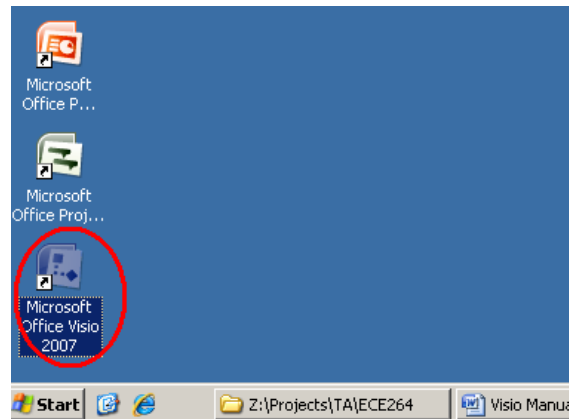 Microsoft
Office P...
Microsoft
Office Proj...
Microsoft
Office Visio
2007
Start
Z:\Projects\TA\ECE264
Visio Manua